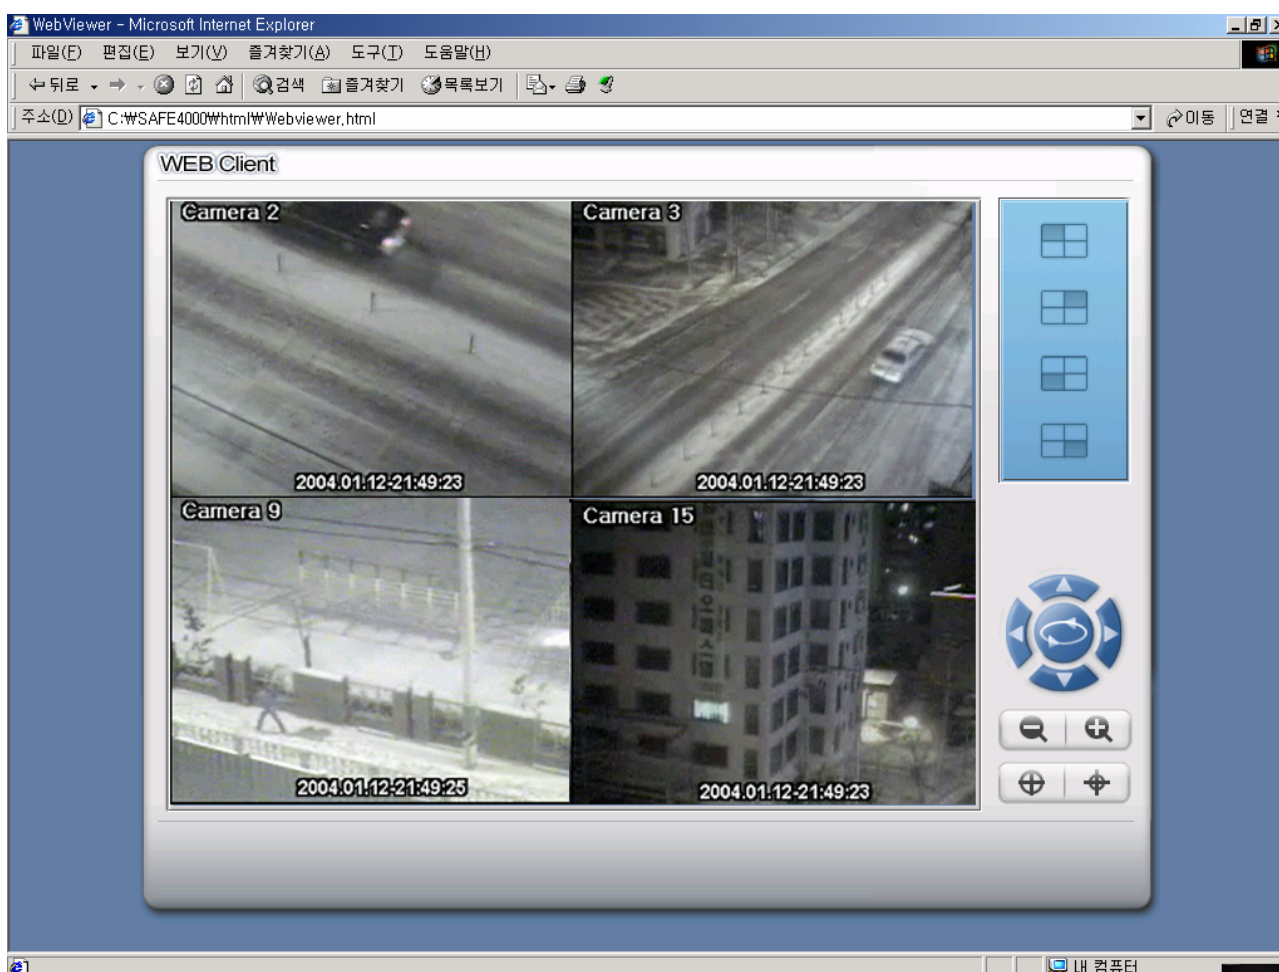 WebViewer - Microsoft Internet Explorer
파일(F) 편집(E) 보기(V) 즐겨찾기(A) 도구(T) 도움말(H)
뒤로 검색 즐겨찾기 목록보기
주소(D) C:₩SAFE4000₩html₩Webviewer,html 이동 연결
WEB Client
Camera 2
Camera 3
2004.01.12-21:49:23
2004.01.12-21:49:23
Camera 9
Camera 15
2004.01.12-21:49:25
2004.01.12-21:49:23
내 컴퓨터